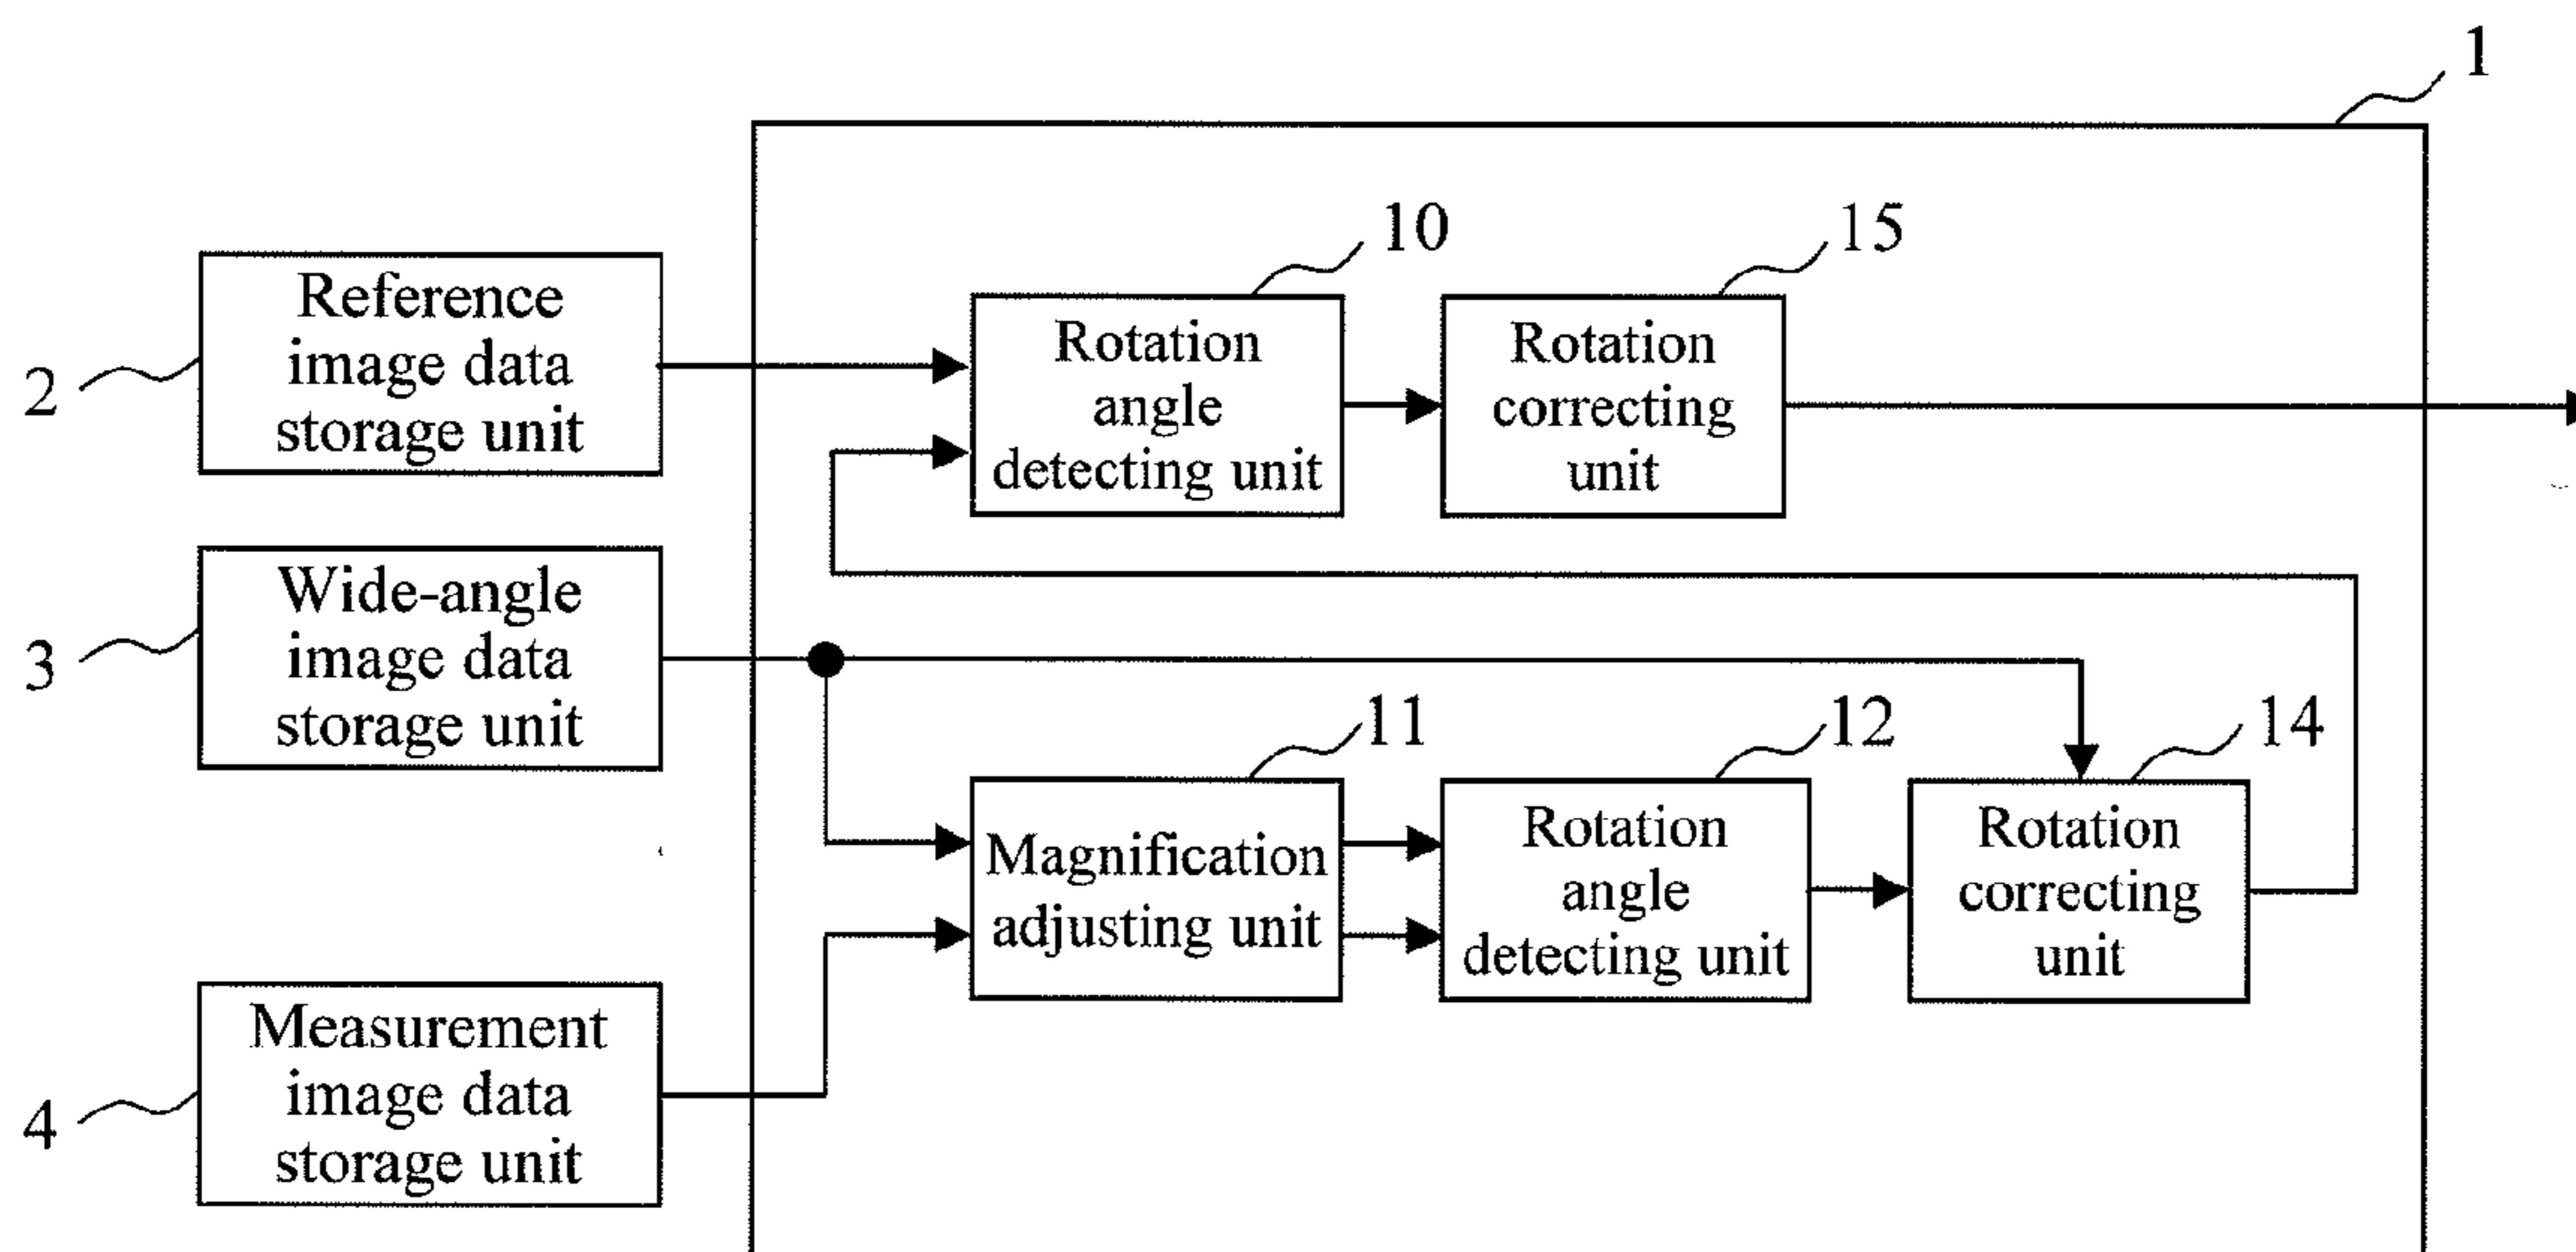 1
10
15
Reference
image data
storage unit
2
Rotation
angle
detecting unit
Rotation
correcting
unit
Wide-angle
image data
storage unit
3
11
12
14
Magnification
adjusting unit
Rotation
angle
detecting unit
Rotation
correcting
unit
Measurement
image data
storage unit
4